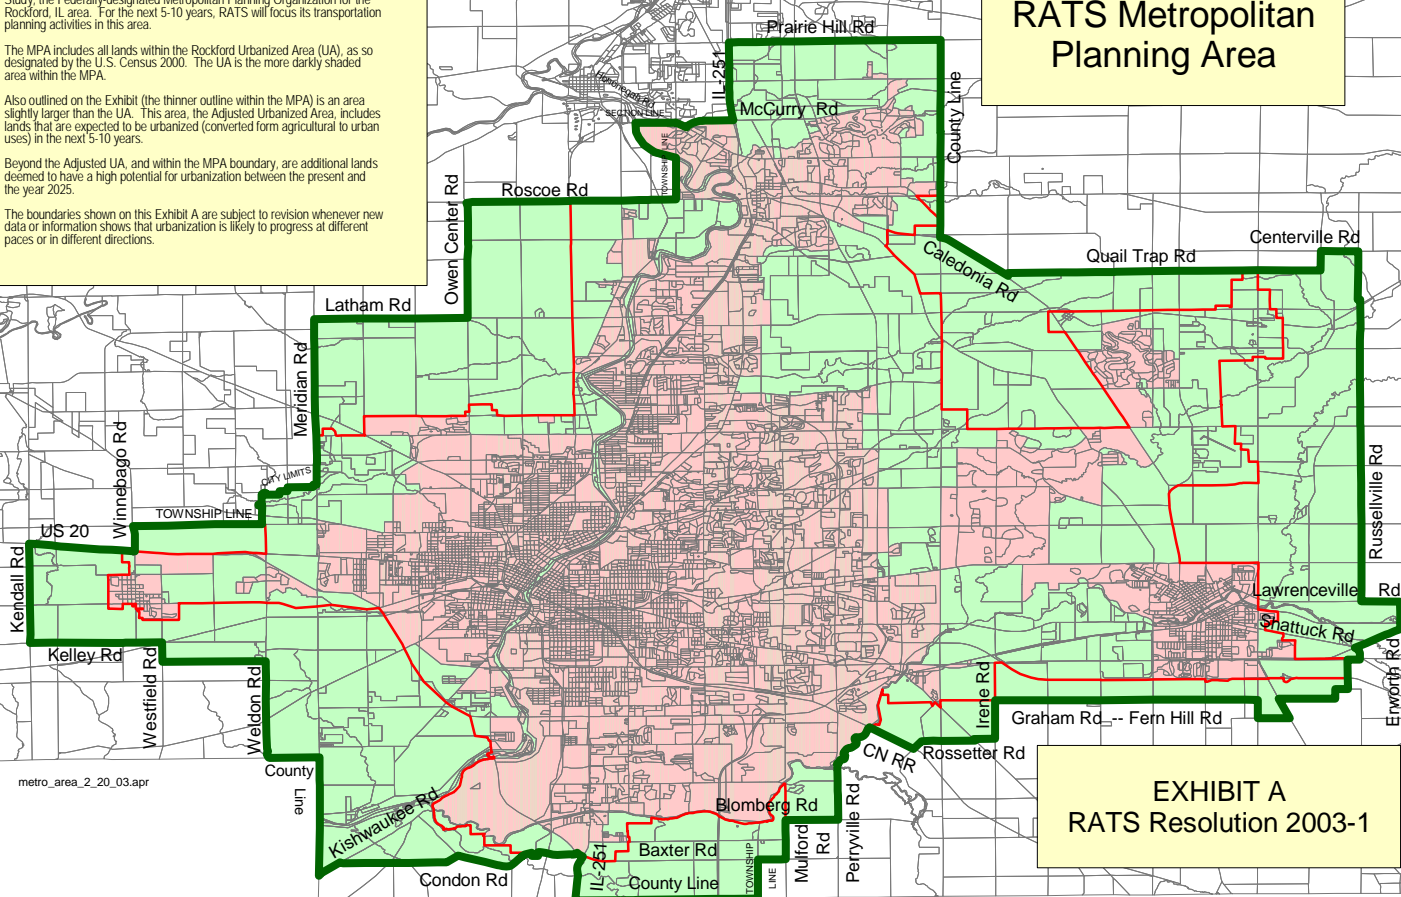 Study, the Federally-designated Metropolitan Planning Organization for the
Rockford, IL area. For the next 5-10 years, RATS will focus its transportation
planning activities in this area.
The MPA includes all lands within the Rockford Urbanized Area (UA), as so
designated by the U.S. Census 2000. The UA is the more darkly shaded
area within the MPA.
Also outlined on the Exhibit (the thinner outline within the MPA) is an area
slightly larger than the UA. This area, the Adjusted Urbanized Area, includes
lands that are expected to be urbanized (converted form agricultural to urban
uses) in the next 5-10 years.
Beyond the Adjusted UA, and within the MPA boundary, are additional lands
deemed to have a high potential for urbanization between the present and
the year 2025.
The boundaries shown on this Exhibit A are subject to revision whenever new
data or information shows that urbanization is likely to progress at different
paces or in different directions.
RATS Metropolitan
Planning Area
Prairie Hill Rd
IL-251
Hononegah Rd
SECTION LINE
McCurry Rd
County Line
TOWNSHIP LINE
Roscoe Rd
Owen Center Rd
Caledonia Rd
Quail Trap Rd
Centerville Rd
Latham Rd
Meridian Rd
Winnebago Rd
CITY LIMITS
TOWNSHIP LINE
US 20
Kendall Rd
Russellville Rd
Lawrenceville Rd
Shattuck Rd
Kelley Rd
Westfield Rd
Weldon Rd
Irene Rd
Erworth Rd
Graham Rd -- Fern Hill Rd
Rossetter Rd
CN RR
County
Line
metro_area_2_20_03.apr
Kishwaukee Rd
Blomberg Rd
Perryville Rd
Mulford
Rd
Baxter Rd
TOWNSHIP
LINE
IL-251
Condon Rd
County Line
EXHIBIT A
RATS Resolution 2003-1